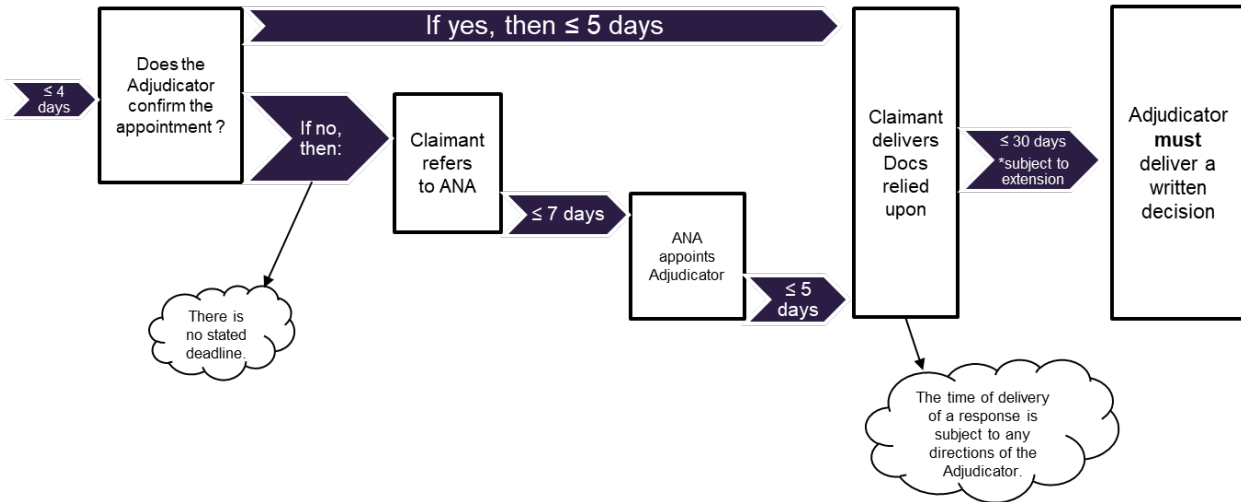 If yes, then ≤ 5 days
≤ 4
days
Does the
Adjudicator
confirm the
appointment ?
If no,
then:
Claimant
refers
to ANA
≤ 7 days
ANA
appoints
Adjudicator
≤ 5
days
Claimant
delivers
Docs
relied
upon
≤ 30 days
*subject to
extension
Adjudicator
must
deliver a
written
decision
There is
no stated
deadline.
The time of delivery
of a response is
subject to any
directions of the
Adjudicator.